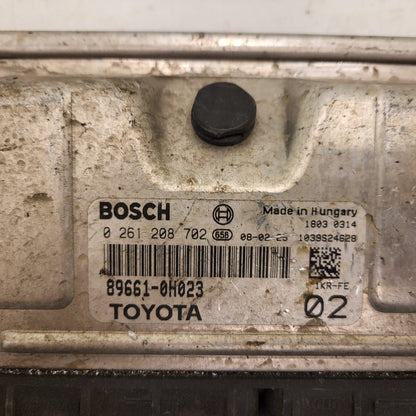 BOSCH Made in Hungary
1803 0314
0 261 208 702 658 08-02-25 1039S24628
89661-0H023 1KR-FE
TOYOTA 02